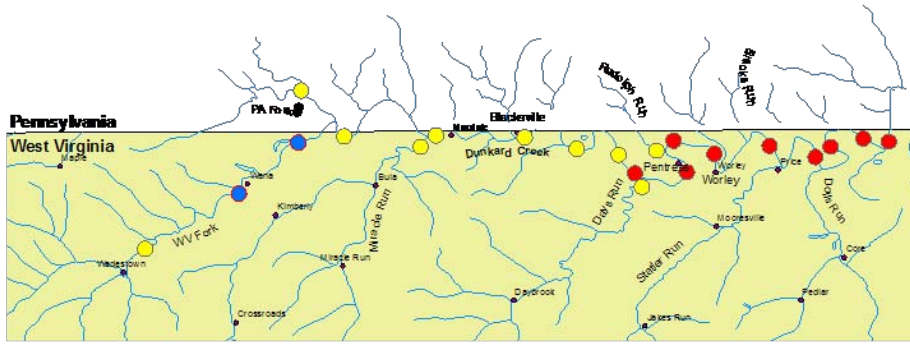 Rudolph Run
Shooks Run
PA Fork
Pennsylvania
West Virginia
Blacksville
Dunkard Creek
Maple
Wana
Bula
Pentress
Worley
Worley
Price
Kimberly
Days Run
Dolls Run
WV Fork
Miracle Run
Mooresville
Wadestown
Miracle Run
Statler Run
Core
Daybrook
Pedlar
Crossroads
Jakes Run